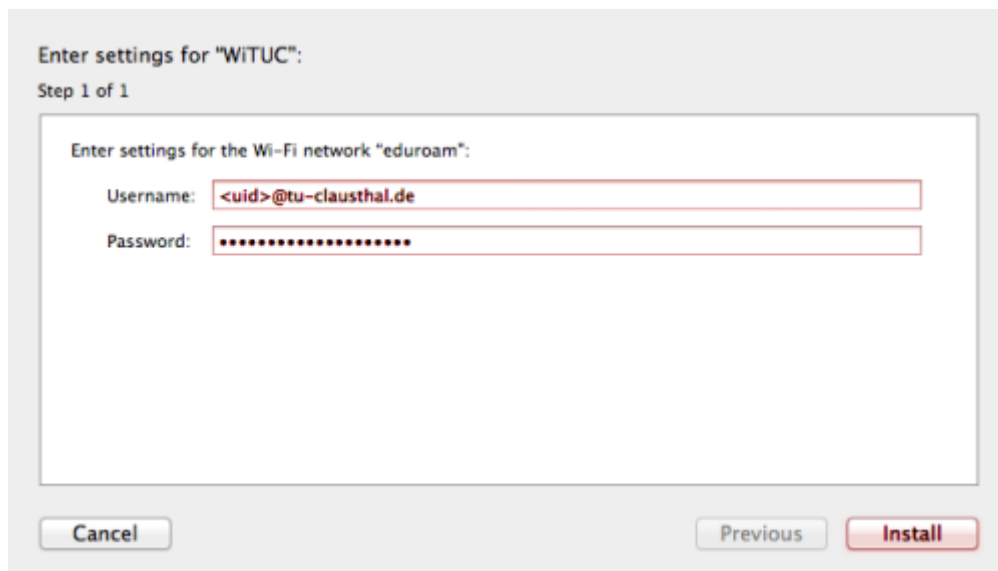 Enter settings for "WiTUC":
Step 1 of 1
Enter settings for the Wi-Fi network “eduroam”:
Username: <uid>@tu-clausthal.de
Password: ••••••••••••••••••••
Cancel Previous Install